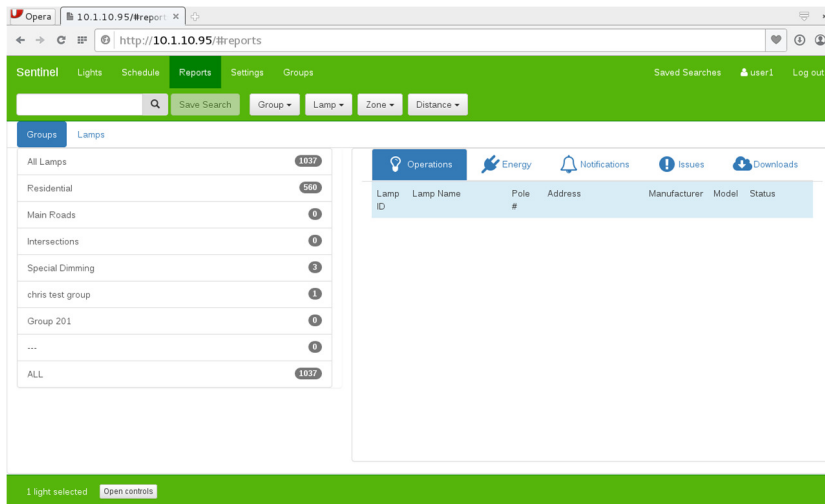 Opera 10.1.10.95/#report
http://10.1.10.95/#reports
Sentinel Lights Schedule Reports Settings Groups Saved Searches user1 Log out
Save Search Group Lamp Zone Distance
Groups Lamps
All Lamps 1037
Residential 560
Main Roads 0
Intersections 0
Special Dimming 3
chris test group 1
Group 201 0
--- 0
ALL 1037
Operations Energy Notifications Issues Downloads
Lamp Lamp Name Pole Address Manufacturer Model Status
ID #
1 light selected Open controls